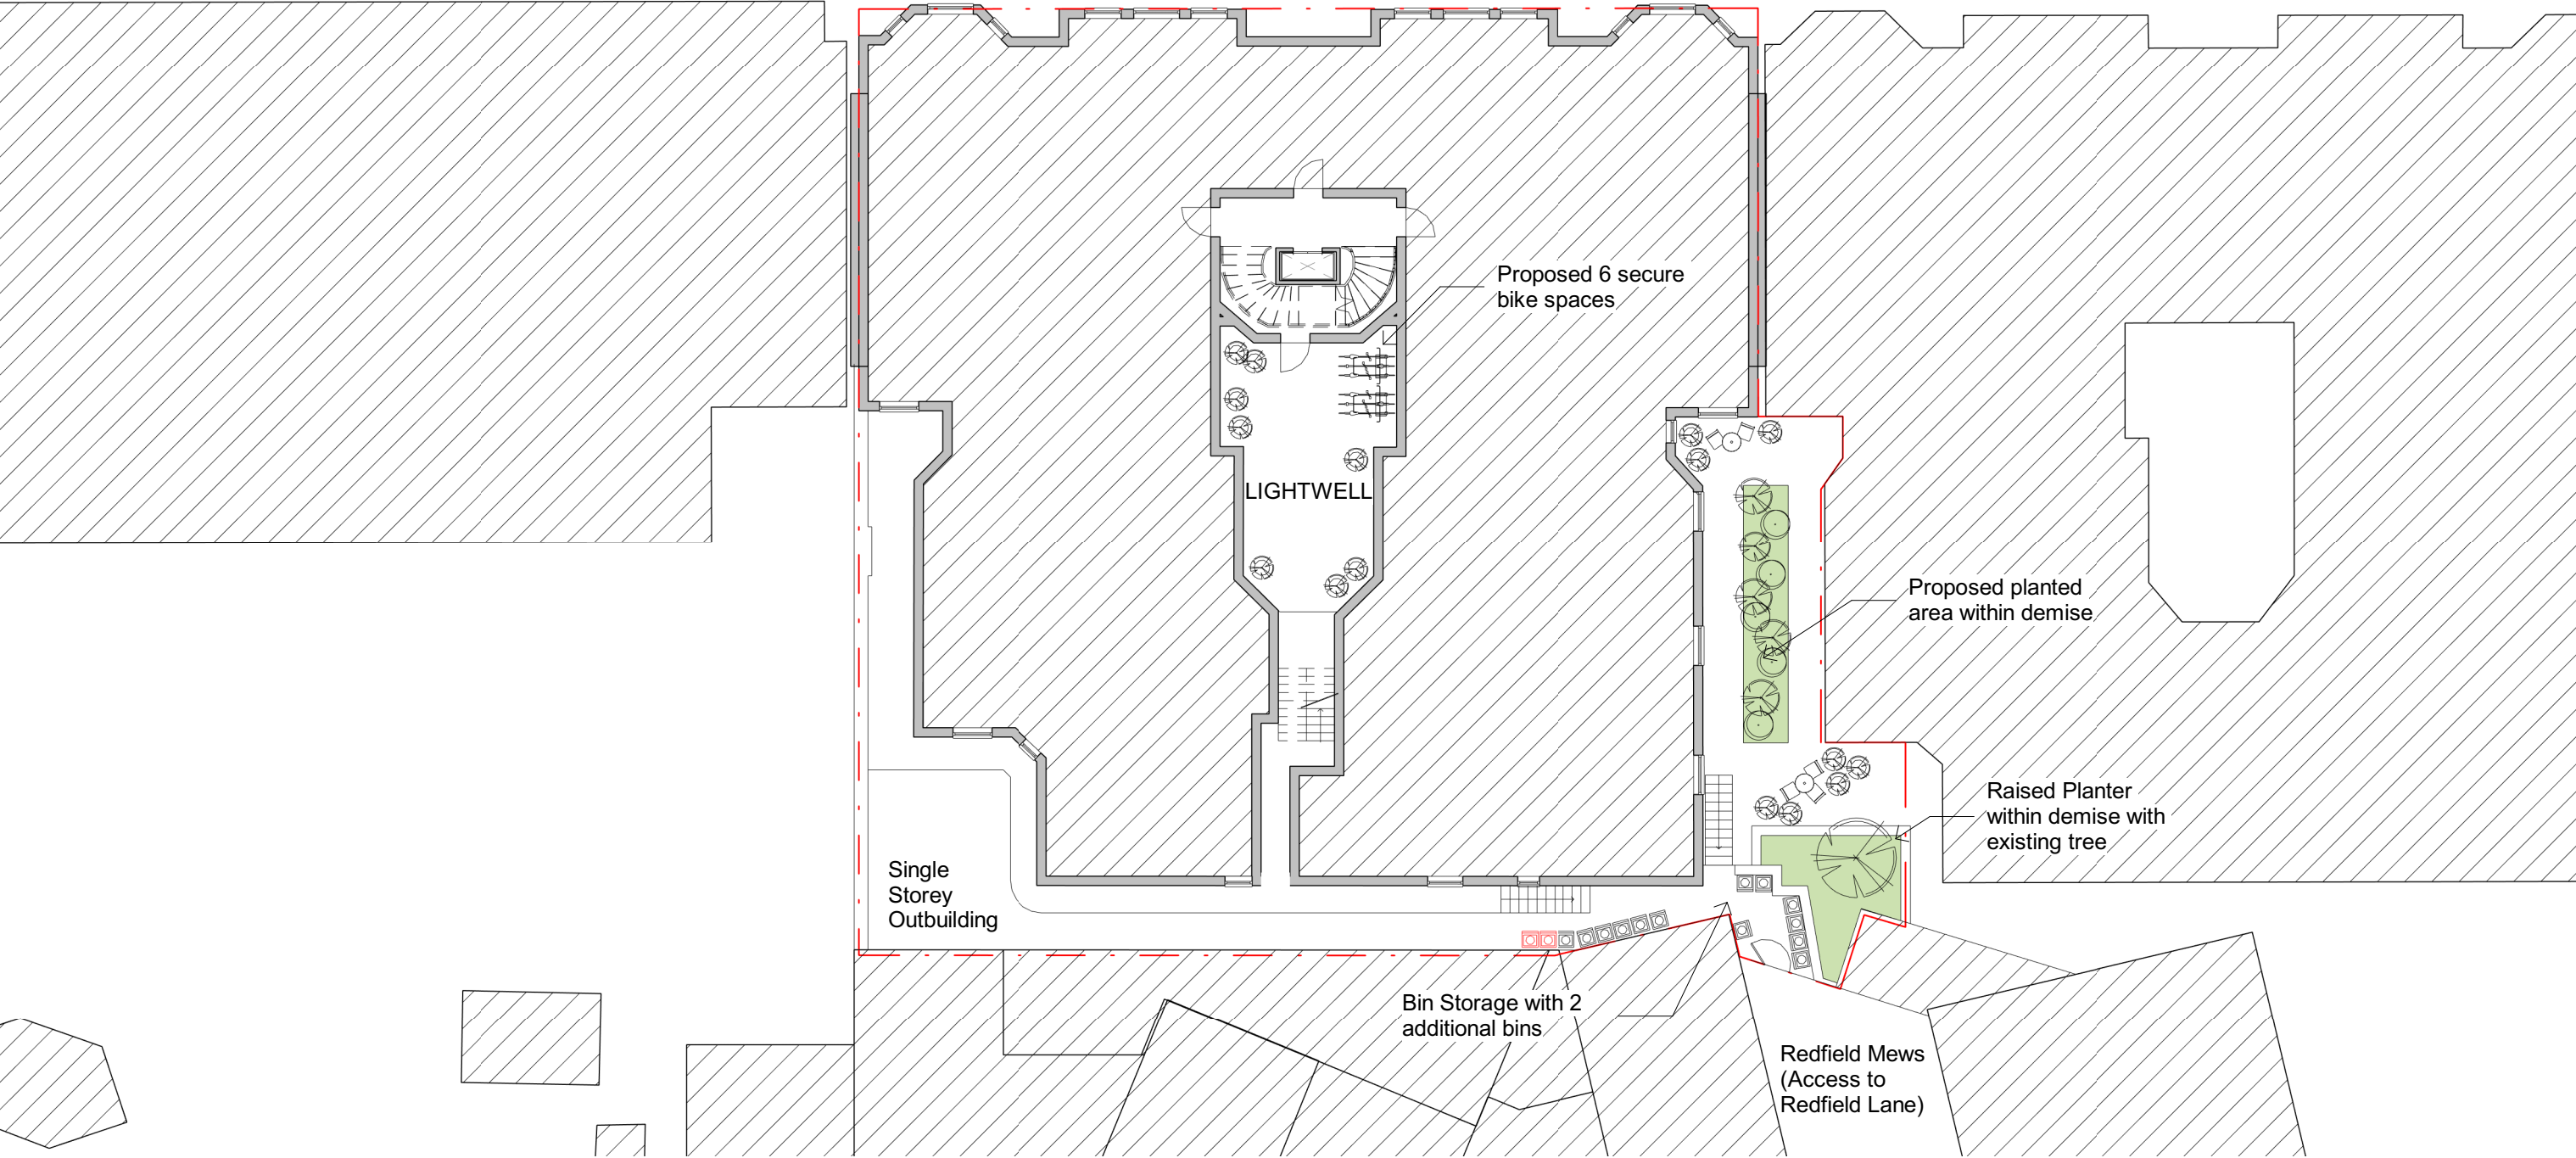 Proposed 6 secure
bike spaces
LIGHTWELL
Proposed planted
area within demise
Raised Planter
within demise with
existing tree
Single
Storey
Outbuilding
Bin Storage with 2
additional bins
Redfield Mews
(Access to
Redfield Lane)